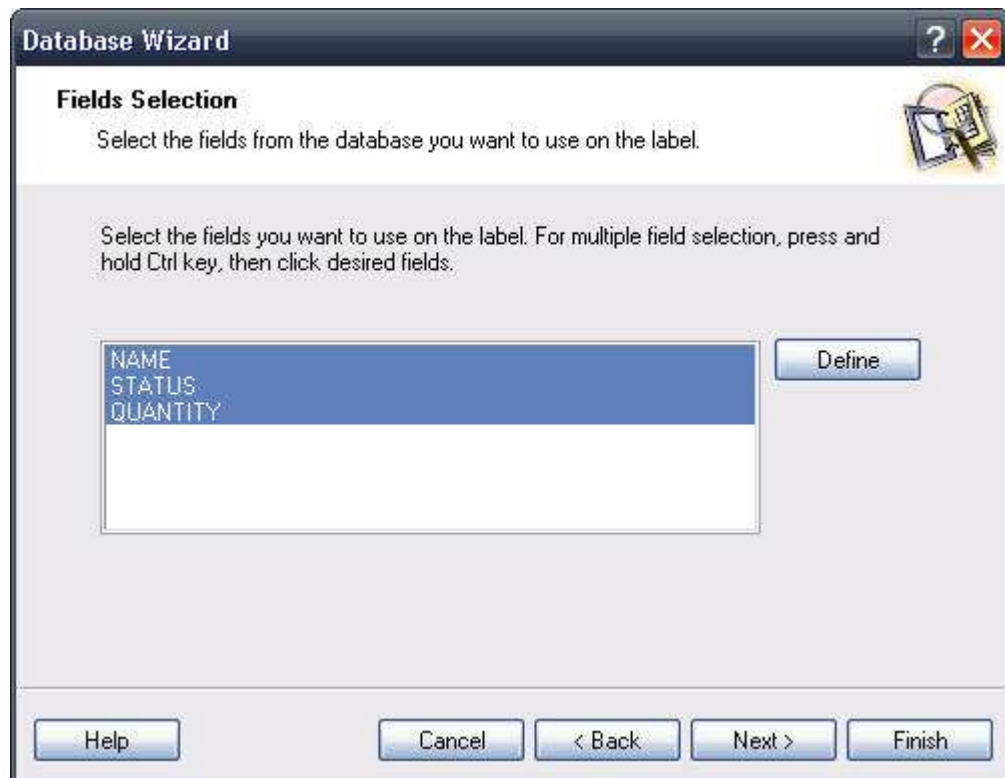 Database Wizard
?
Fields Selection
Select the fields from the database you want to use on the label.
Select the fields you want to use on the label. For multiple field selection, press and
hold Ctrl key, then click desired fields.
NAME
STATUS
QUANTITY
Define
Help
Cancel
< Back
Next >
Finish